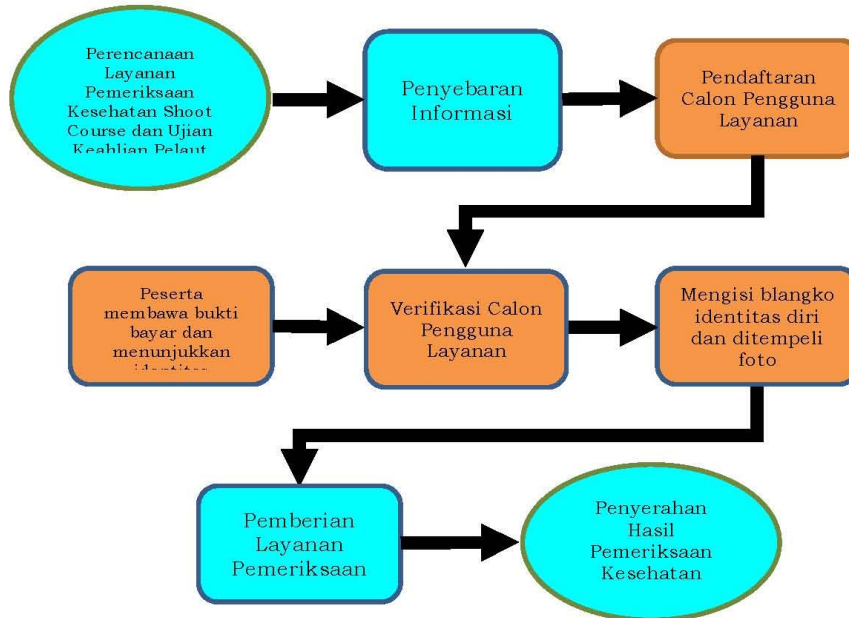 Perencanaan
Layanan
Pemeriksaan
Kesehatan Shoot
Course dan Ujian
Keahlian Pelaut
Penyebaran
Informasi
Pendaftaran
Calon Pengguna
Layanan
Peserta
membawa bukti
bayar dan
menunjukkan
identitas
Verifikasi Calon
Pengguna
Layanan
Mengisi blangko
identitas diri
dan ditempeli
foto
Pemberian
Layanan
Pemeriksaan
Penyerahan
Hasil
Pemeriksaan
Kesehatan